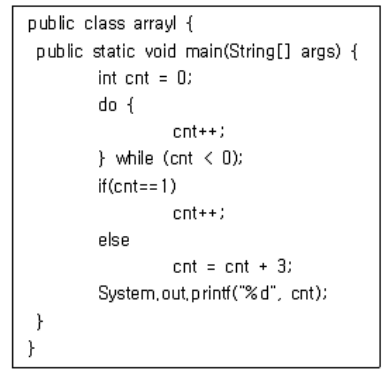 public class arrayl {
public static void main(String[] args) {
int cnt = 0;
do {
cnt++;
} while (cnt < 0);
if(cnt==1)
cnt++;
else
cnt = cnt + 3;
System.out.printf("%d", cnt);
}
}